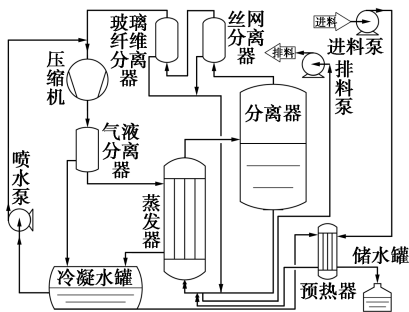 玻璃
纤维
分离
器
丝网
分离
器
进料
进料泵
排料
排
料
泵
压
缩
机
分离器
气液
分离
器
喷
水
泵
蒸
发
器
冷凝水罐
储水罐
预热器